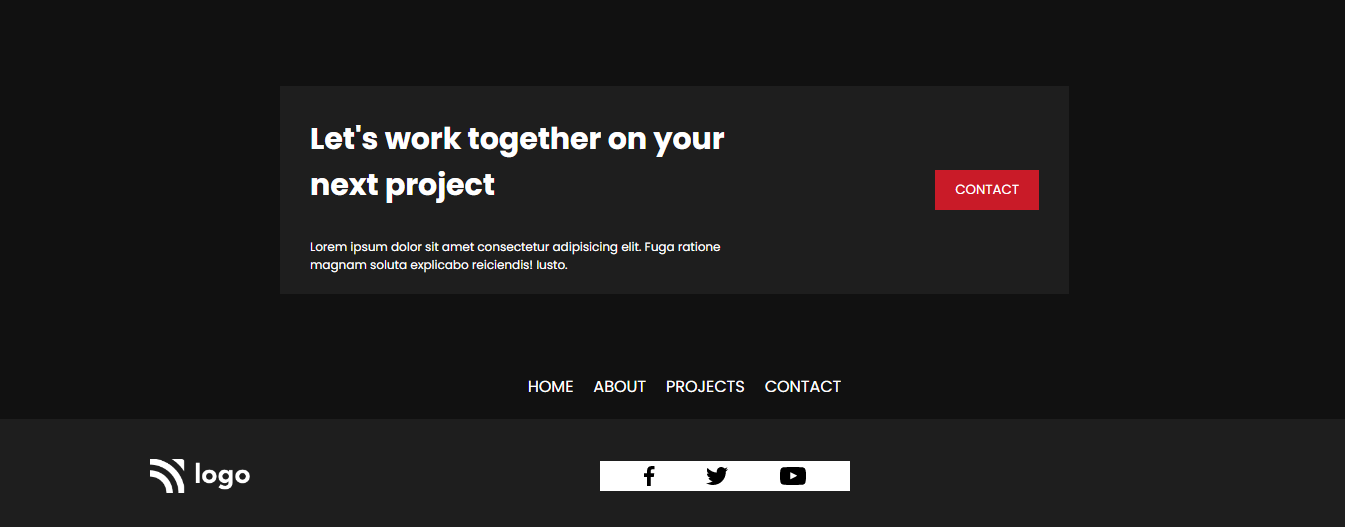 Let's work together on your
next project
CONTACT
Lorem ipsum dolor sit amet consectetur adipisicing elit. Fuga ratione
magnam soluta explicabo reiciendis! Iusto.
HOME ABOUT PROJECTS CONTACT
logo